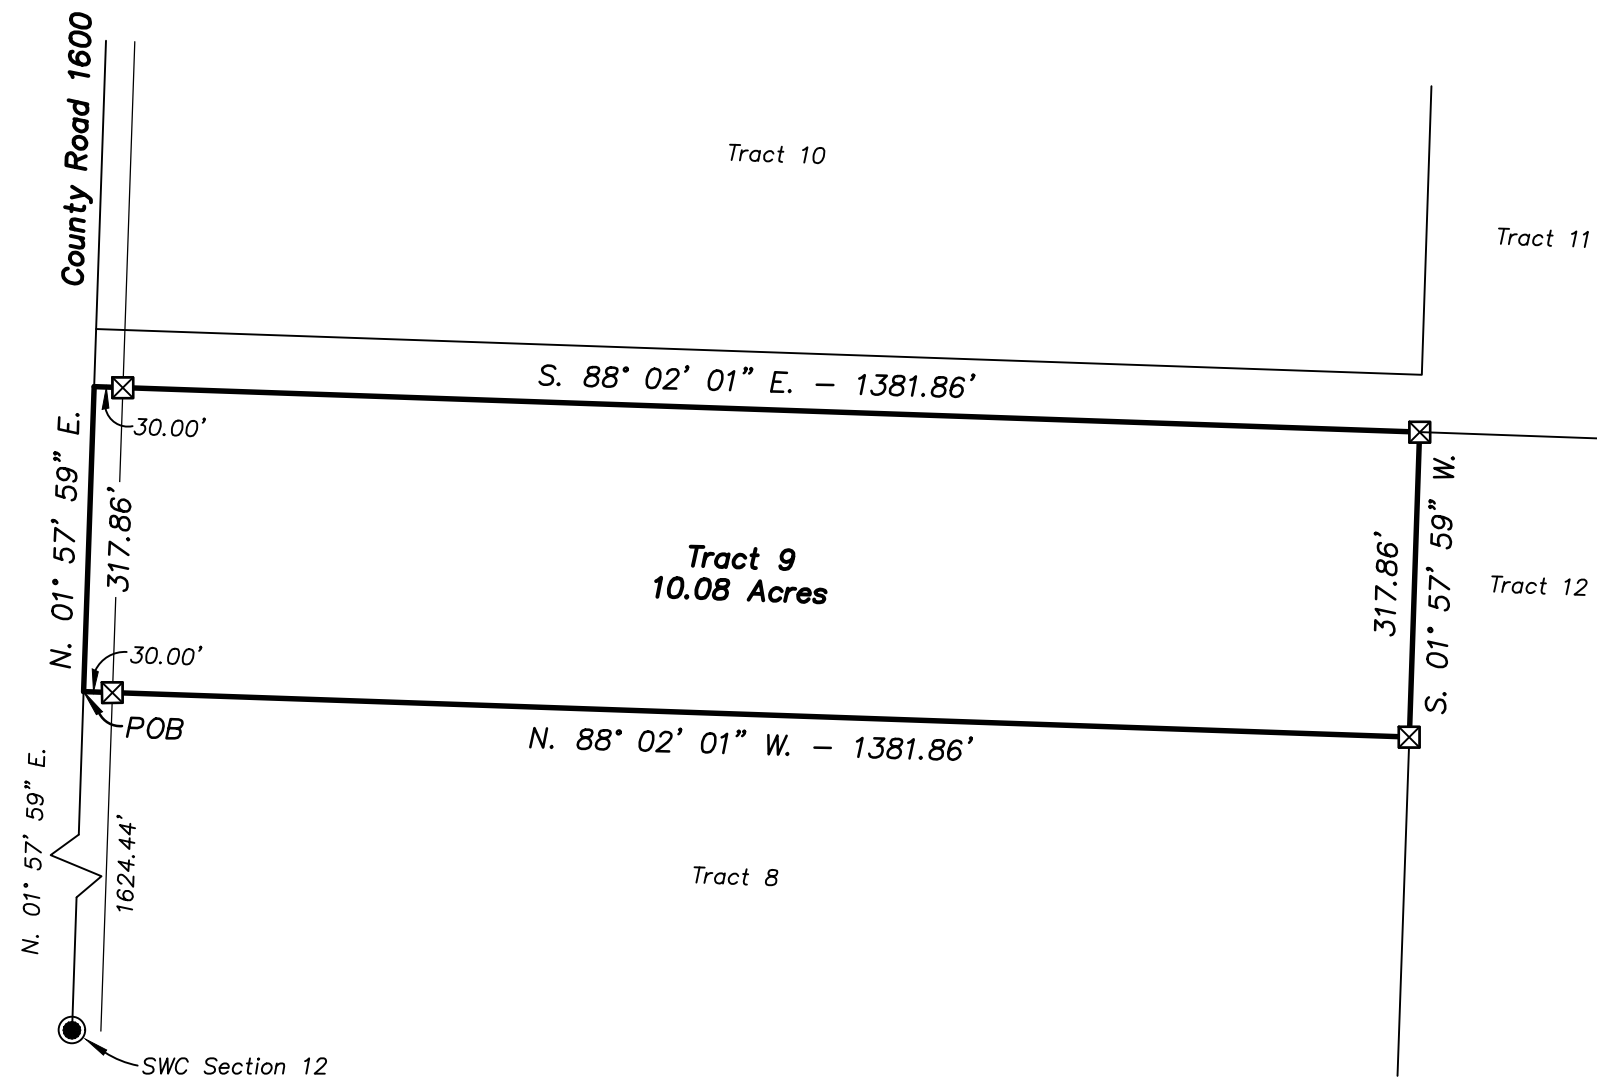 County Road 1600
Tract 10
Tract 11
S. 88° 02' 01" E. - 1381.86'
30.00'
N. 01° 57' 59" E.
317.86'
Tract 9
10.08 Acres
317.86'
S. 01° 57' 59" W.
Tract 12
30.00'
POB
N. 88° 02' 01" W. - 1381.86'
N. 01° 57' 59" E.
1624.44'
Tract 8
SWC Section 12